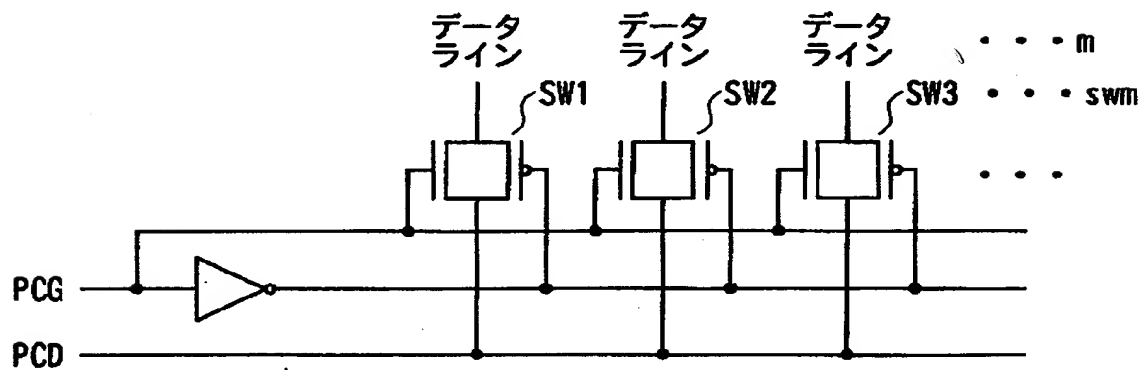 データ
ライン
データ
ライン
データ
ライン
・・・m
SW1
SW2
SW3
・・・swm
・・・
PCG
PCD